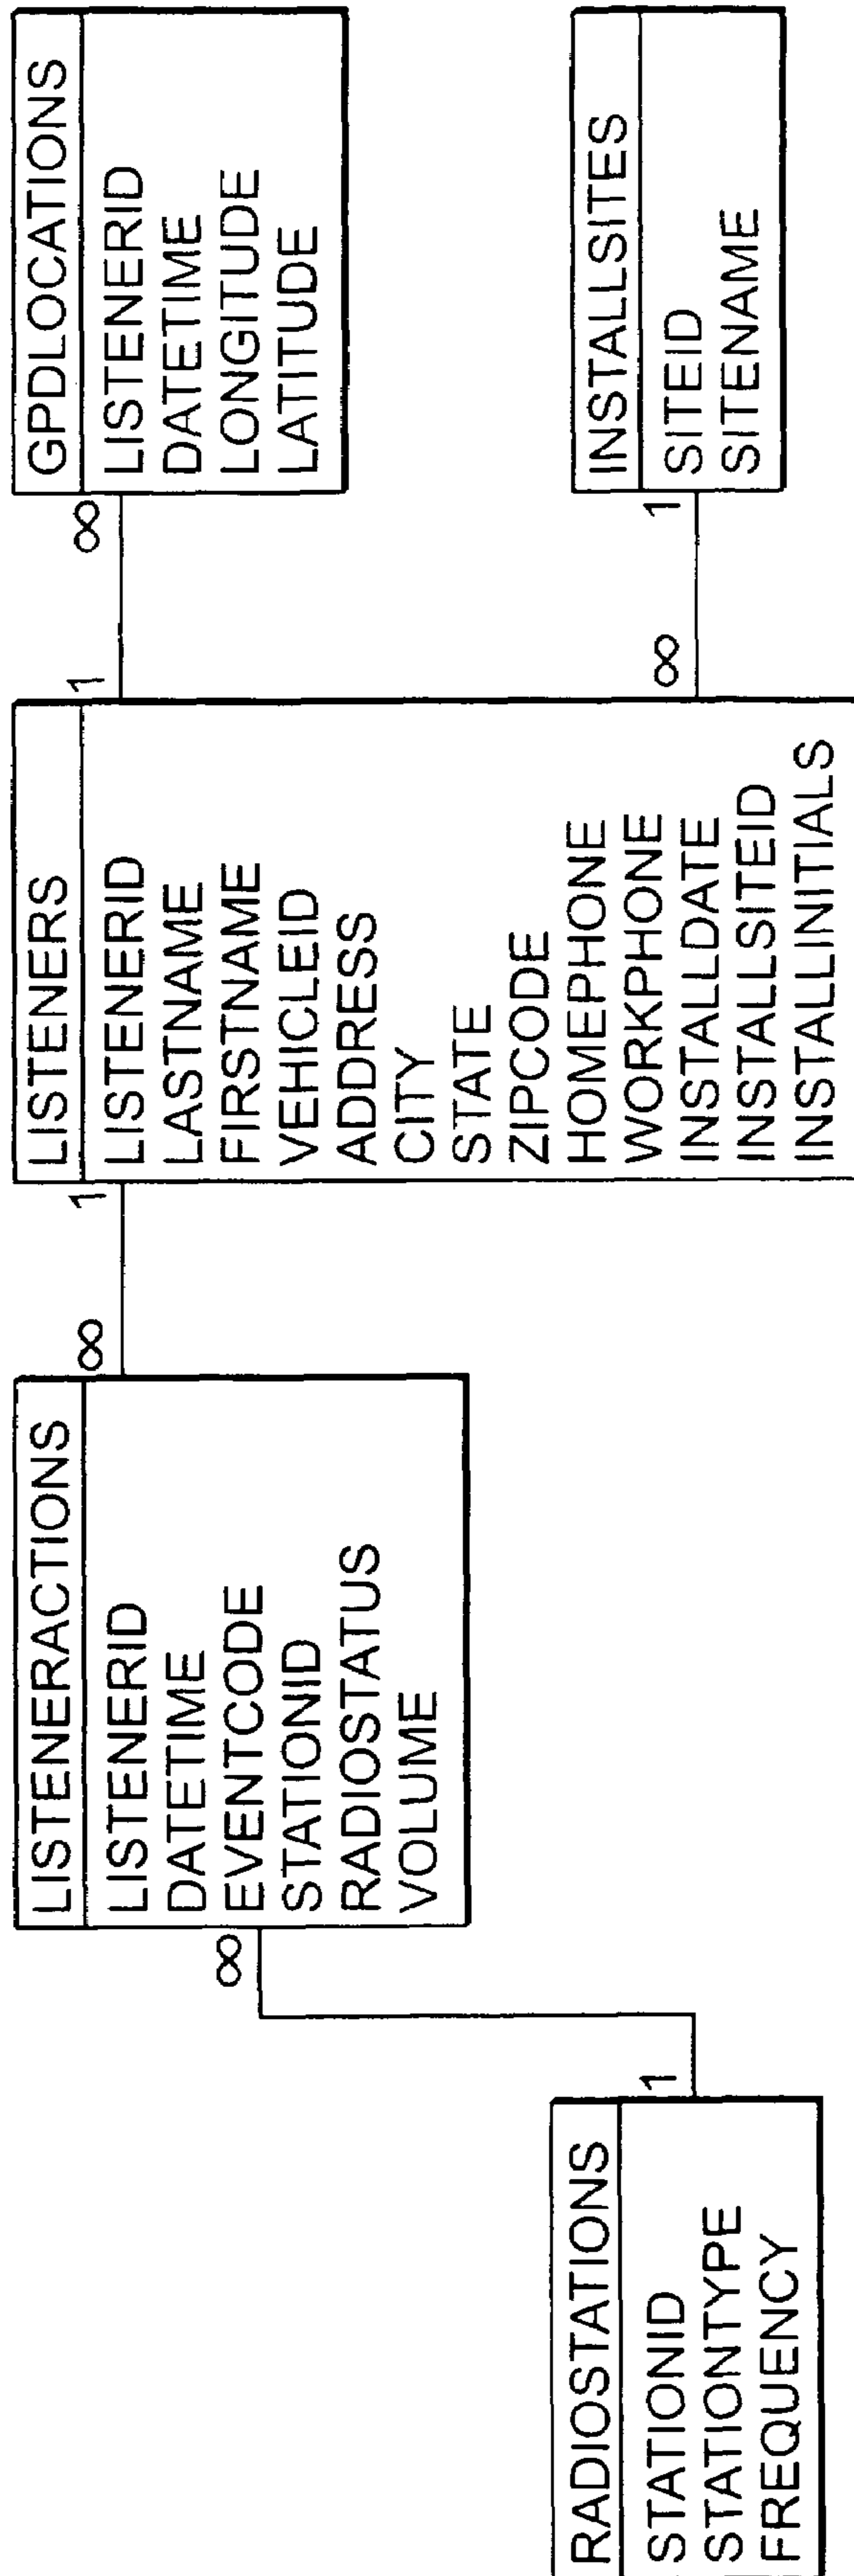 RADIOSTATIONS
STATIONID
STATIONTYPE
FREQUENCY
1
∞
LISTENERACTIONS
LISTENERID
DATETIME
EVENTCODE
STATIONID
RADIOSTATUS
VOLUME
∞
1
LISTENERS
LISTENERID
LASTNAME
FIRSTNAME
VEHICLEID
ADDRESS
CITY
STATE
ZIPCODE
HOMEPHONE
WORKPHONE
INSTALLDATE
INSTALLSITEID
INSTALLINITIALS
1
∞
GPDLOCATIONS
LISTENERID
DATETIME
LONGITUDE
LATITUDE
∞
1
INSTALLSITES
SITEID
SITENAME